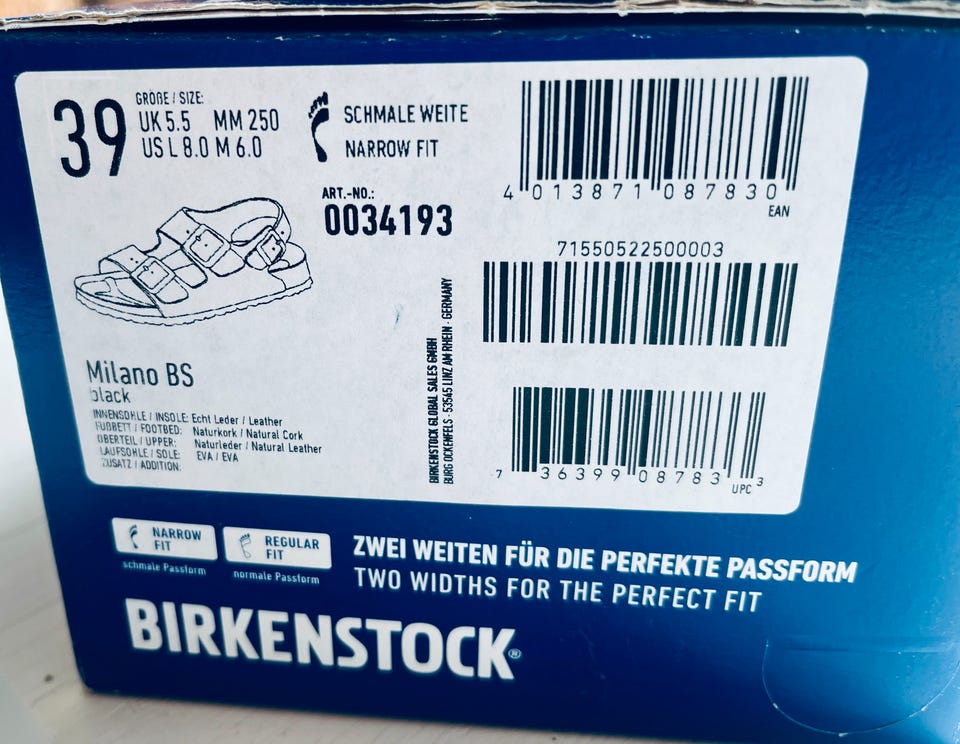 39
GRÖßE / SIZE:
UK 5.5 MM 250
US L 8.0 M 6.0
SCHMALE WEITE
NARROW FIT
ART.-NO.:
0034193
4 013871 087830
EAN
71550522500003
Milano BS
black
INNENSOHLE / INSOLE: Echt Leder / Leather
FUßBETT / FOOTBED: Naturkork / Natural Cork
OBERTEIL / UPPER: Naturleder / Natural Leather
LAUFSOHLE / SOLE: EVA / EVA
ZUSATZ / ADDITION:
BIRKENSTOCK GLOBAL SALES GMBH
BURG OCKENFELS · 53545 LINZ AM RHEIN · GERMANY
7 36399 08783 3
UPC
NARROW FIT
schmale Passform
REGULAR FIT
normale Passform
ZWEI WEITEN FÜR DIE PERFEKTE PASSFORM
TWO WIDTHS FOR THE PERFECT FIT
BIRKENSTOCK®